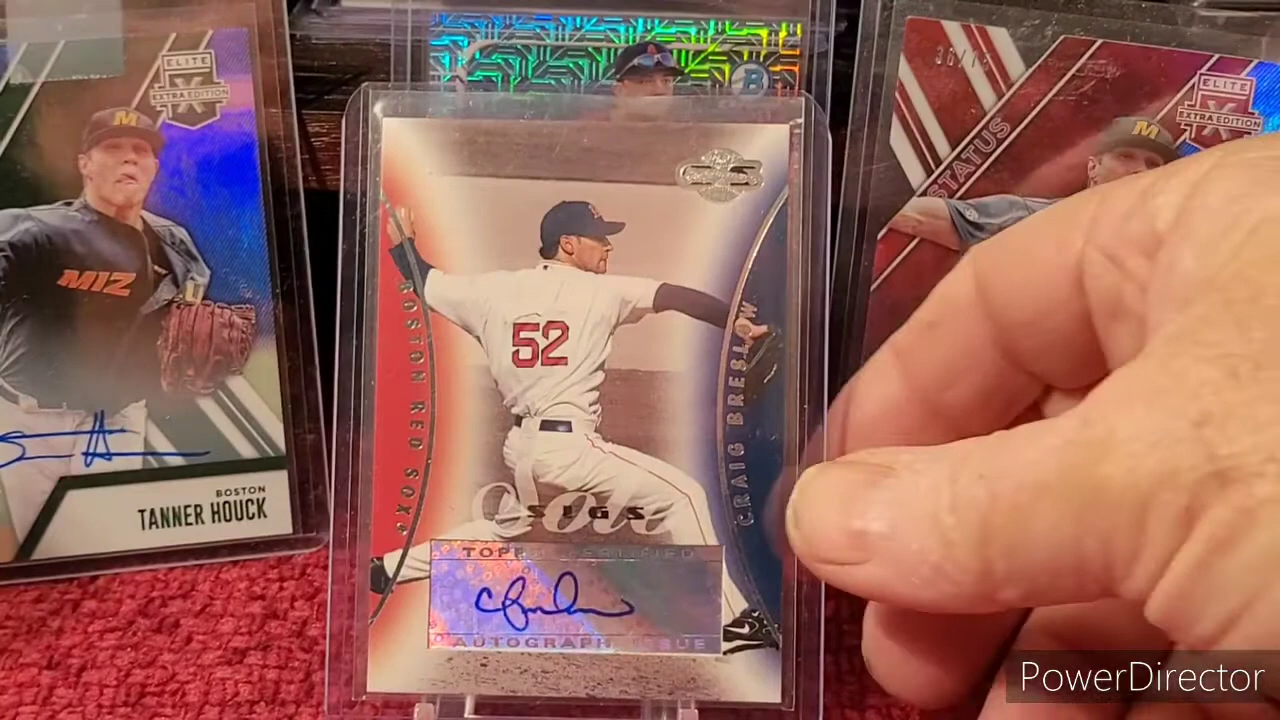 ELITE
X
EXTRA EDITION
M
MIZ
BOSTON
TANNER HOUCK
B
BOSTON RED SOX
52
CRAIG BRESLOW
SIGS
TOPPS CERTIFIED
AUTOGRAPH ISSUE
STATUS
ELITE
X
EXTRA EDITION
M
PowerDirector